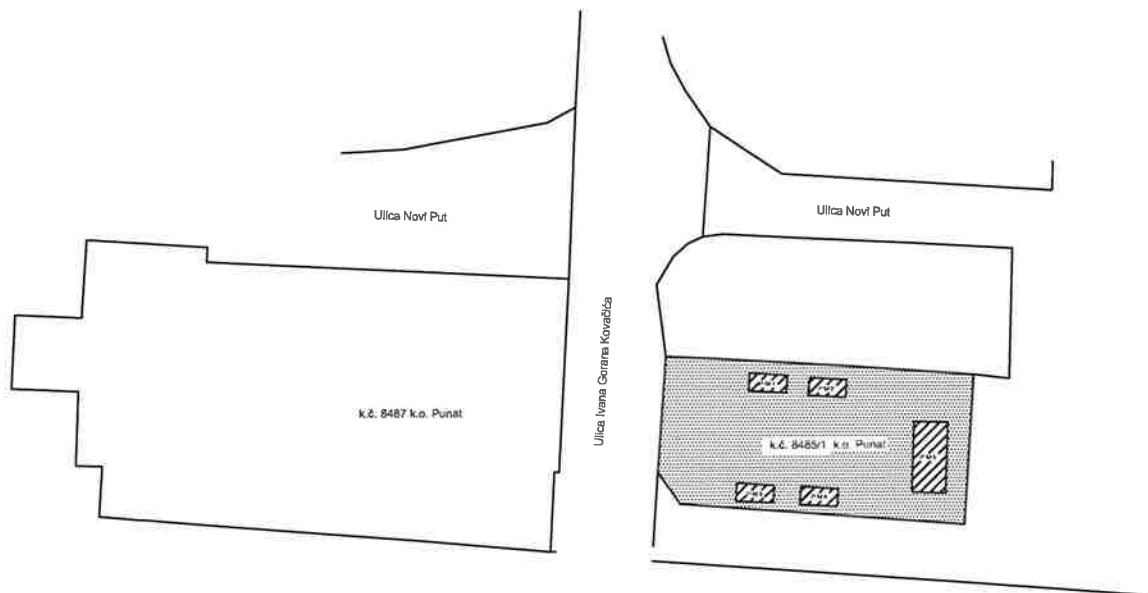 Ulica Novi Put
Ulica Novi Put
Ulica Ivana Gorana Kovačića
k.č. 8487 k.o. Punat
k.č. 8485/1 k.o. Punat